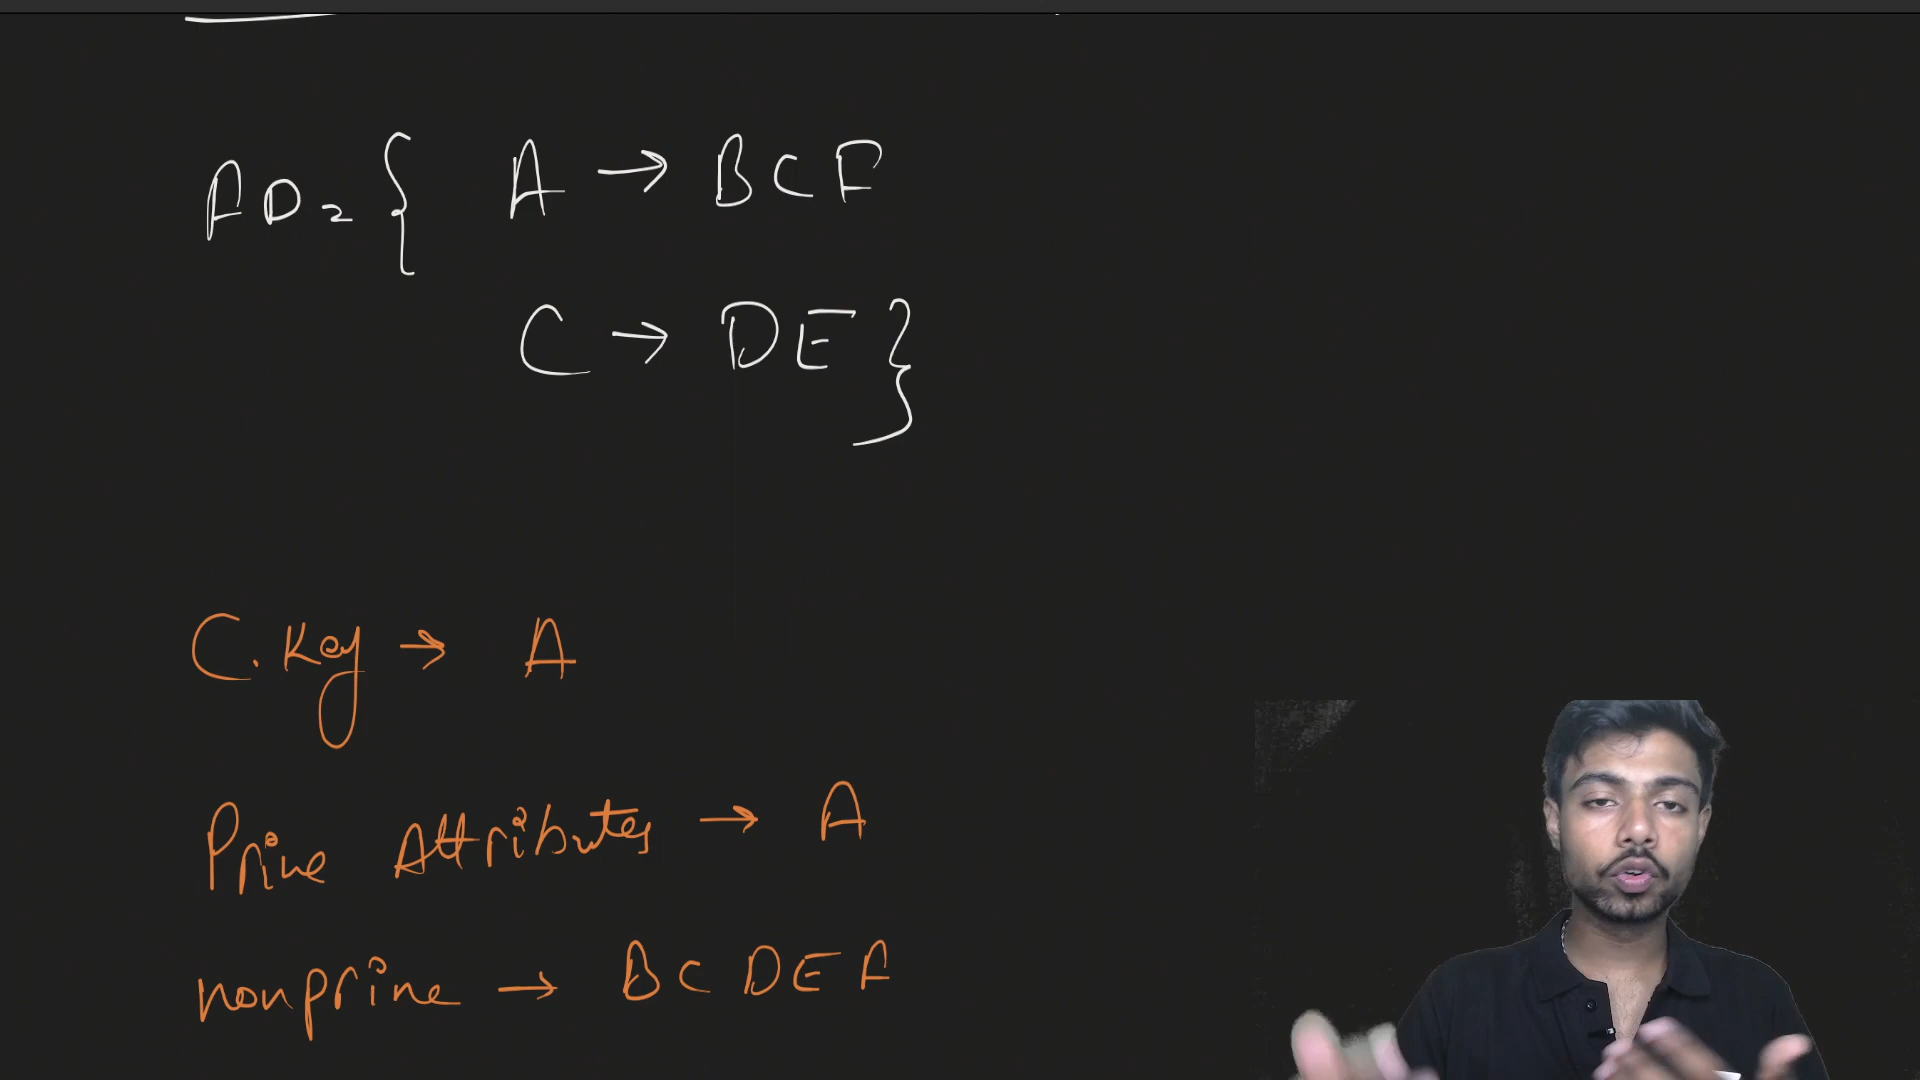 FD = { A → BCF
C → DE }
C. Key → A
Prime Attributes → A
nonprime → BCDEF